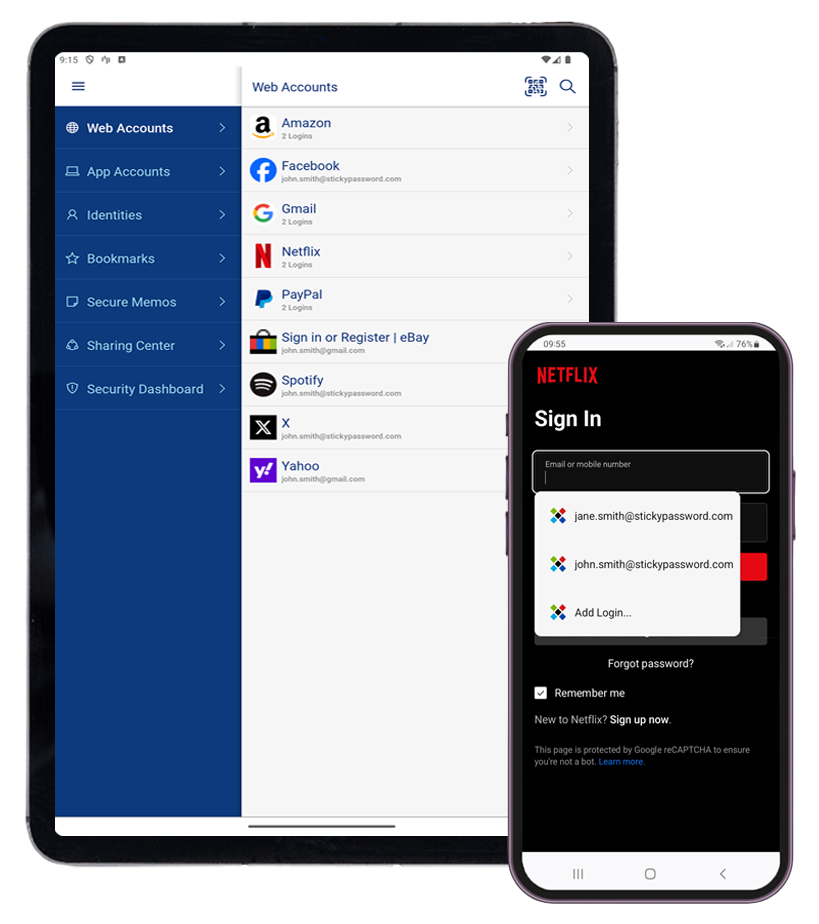 9:15
Web Accounts
Web Accounts
App Accounts
Identities
Bookmarks
Secure Memos
Sharing Center
Security Dashboard
Amazon
2 Logins
Facebook
john.smith@stickypassword.com
Gmail
2 Logins
Netflix
2 Logins
PayPal
2 Logins
Sign in or Register | eBay
john.smith@gmail.com
Spotify
john.smith@stickypassword.com
X
john.smith@stickypassword.com
Yahoo
john.smith@gmail.com
09:55
76%
NETFLIX
Sign In
Email or mobile number
jane.smith@stickypassword.com
john.smith@stickypassword.com
Add Login...
Forgot password?
Remember me
New to Netflix? Sign up now.
This page is protected by Google reCAPTCHA to ensure
you're not a bot. Learn more.